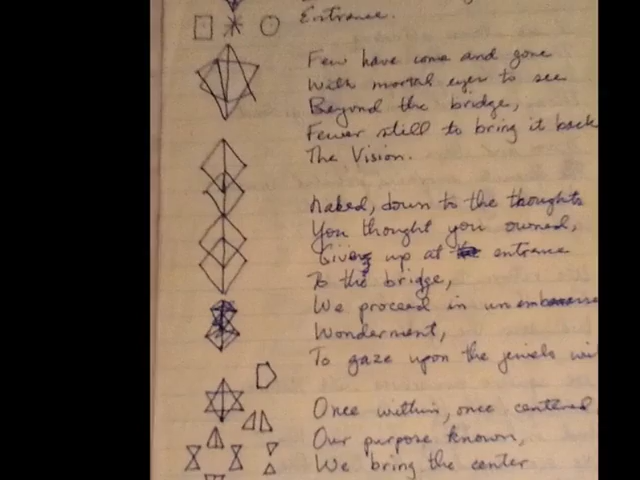 Entrance.
Few have come and gone
With mortal eyes to see
Beyond the bridge,
Fewer still to bring it back
The Vision.
Naked, down to the thoughts
You thought you owned,
Giving up at entrance
To the bridge,
We proceed in
Wonderment,
To gaze upon the jewels
Once within, once centered,
Our purpose known,
We bring the center